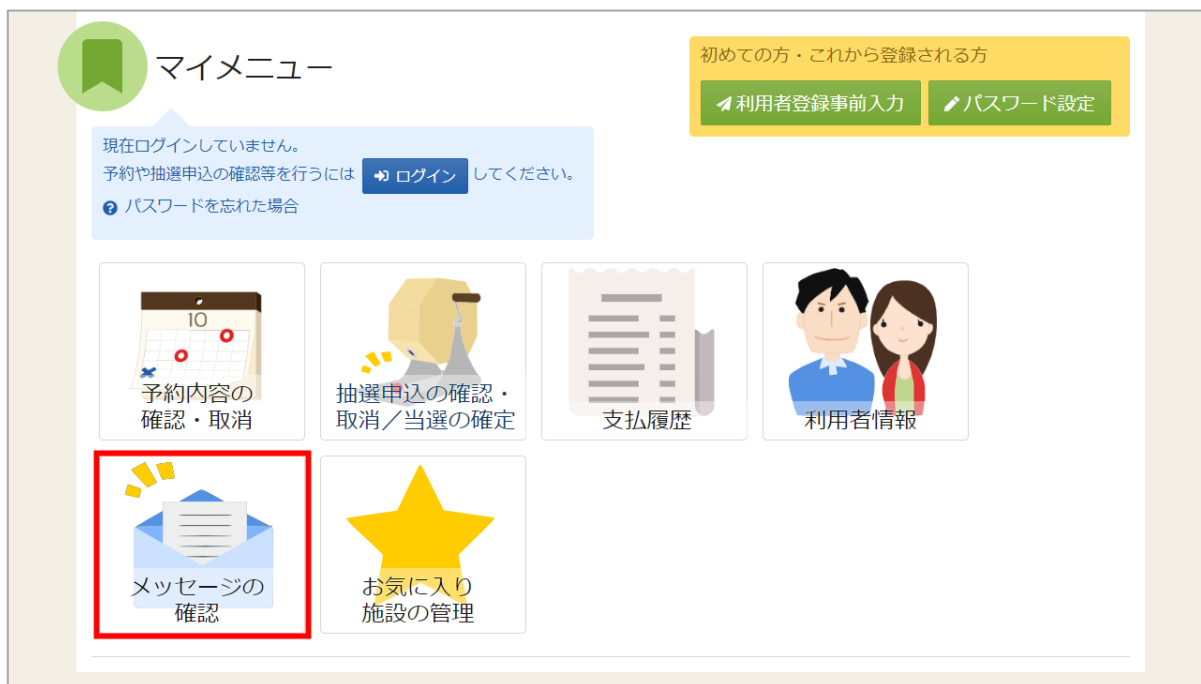 マイメニュー
初めての方・これから登録される方
利用者登録事前入力
パスワード設定
現在ログインしていません。
予約や抽選申込の確認等を行うには ログイン してください。
パスワードを忘れた場合
10
予約内容の
確認・取消
抽選申込の確認・
取消／当選の確定
支払履歴
利用者情報
メッセージの
確認
お気に入り
施設の管理